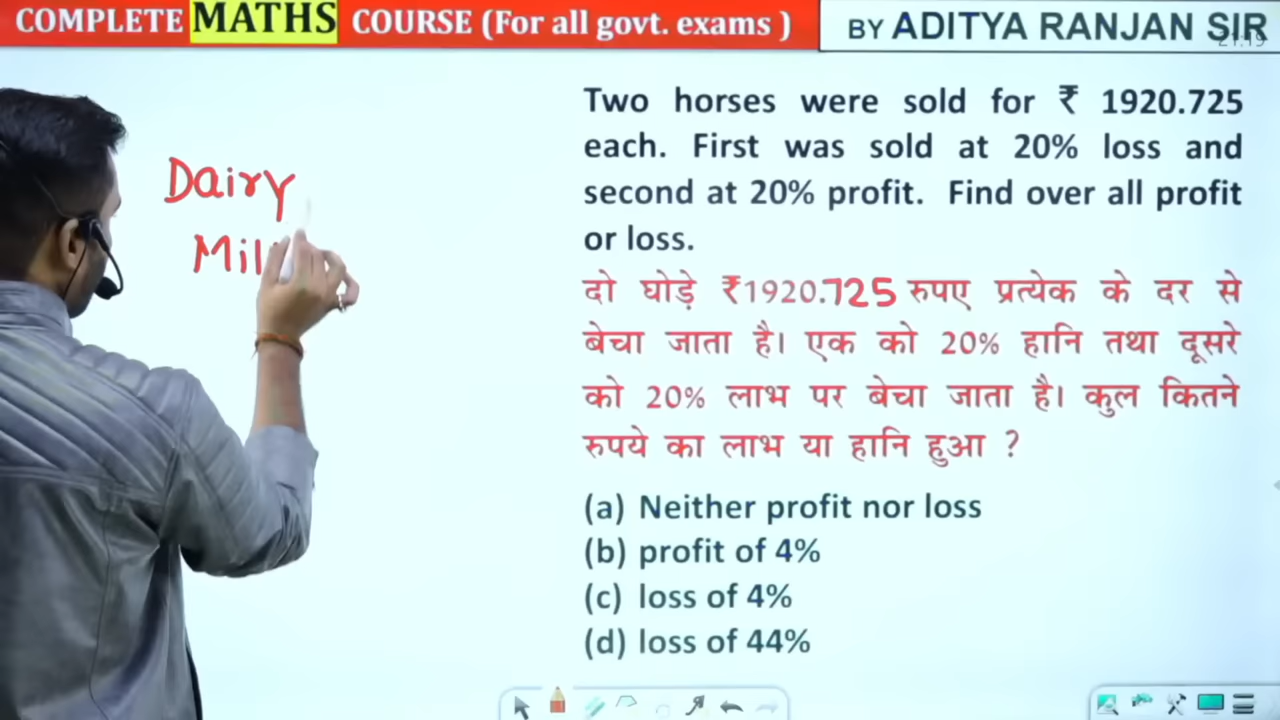 COMPLETE MATHS COURSE (For all govt. exams )
BY ADITYA RANJAN SIR
Dairy
Mil
Two horses were sold for ₹ 1920.725
each. First was sold at 20% loss and
second at 20% profit. Find over all profit
or loss.
दो घोड़े ₹1920.725 रुपए प्रत्येक के दर से
बेचा जाता है। एक को 20% हानि तथा दूसरे
को 20% लाभ पर बेचा जाता है। कुल कितने
रुपये का लाभ या हानि हुआ ?
(a) Neither profit nor loss
(b) profit of 4%
(c) loss of 4%
(d) loss of 44%